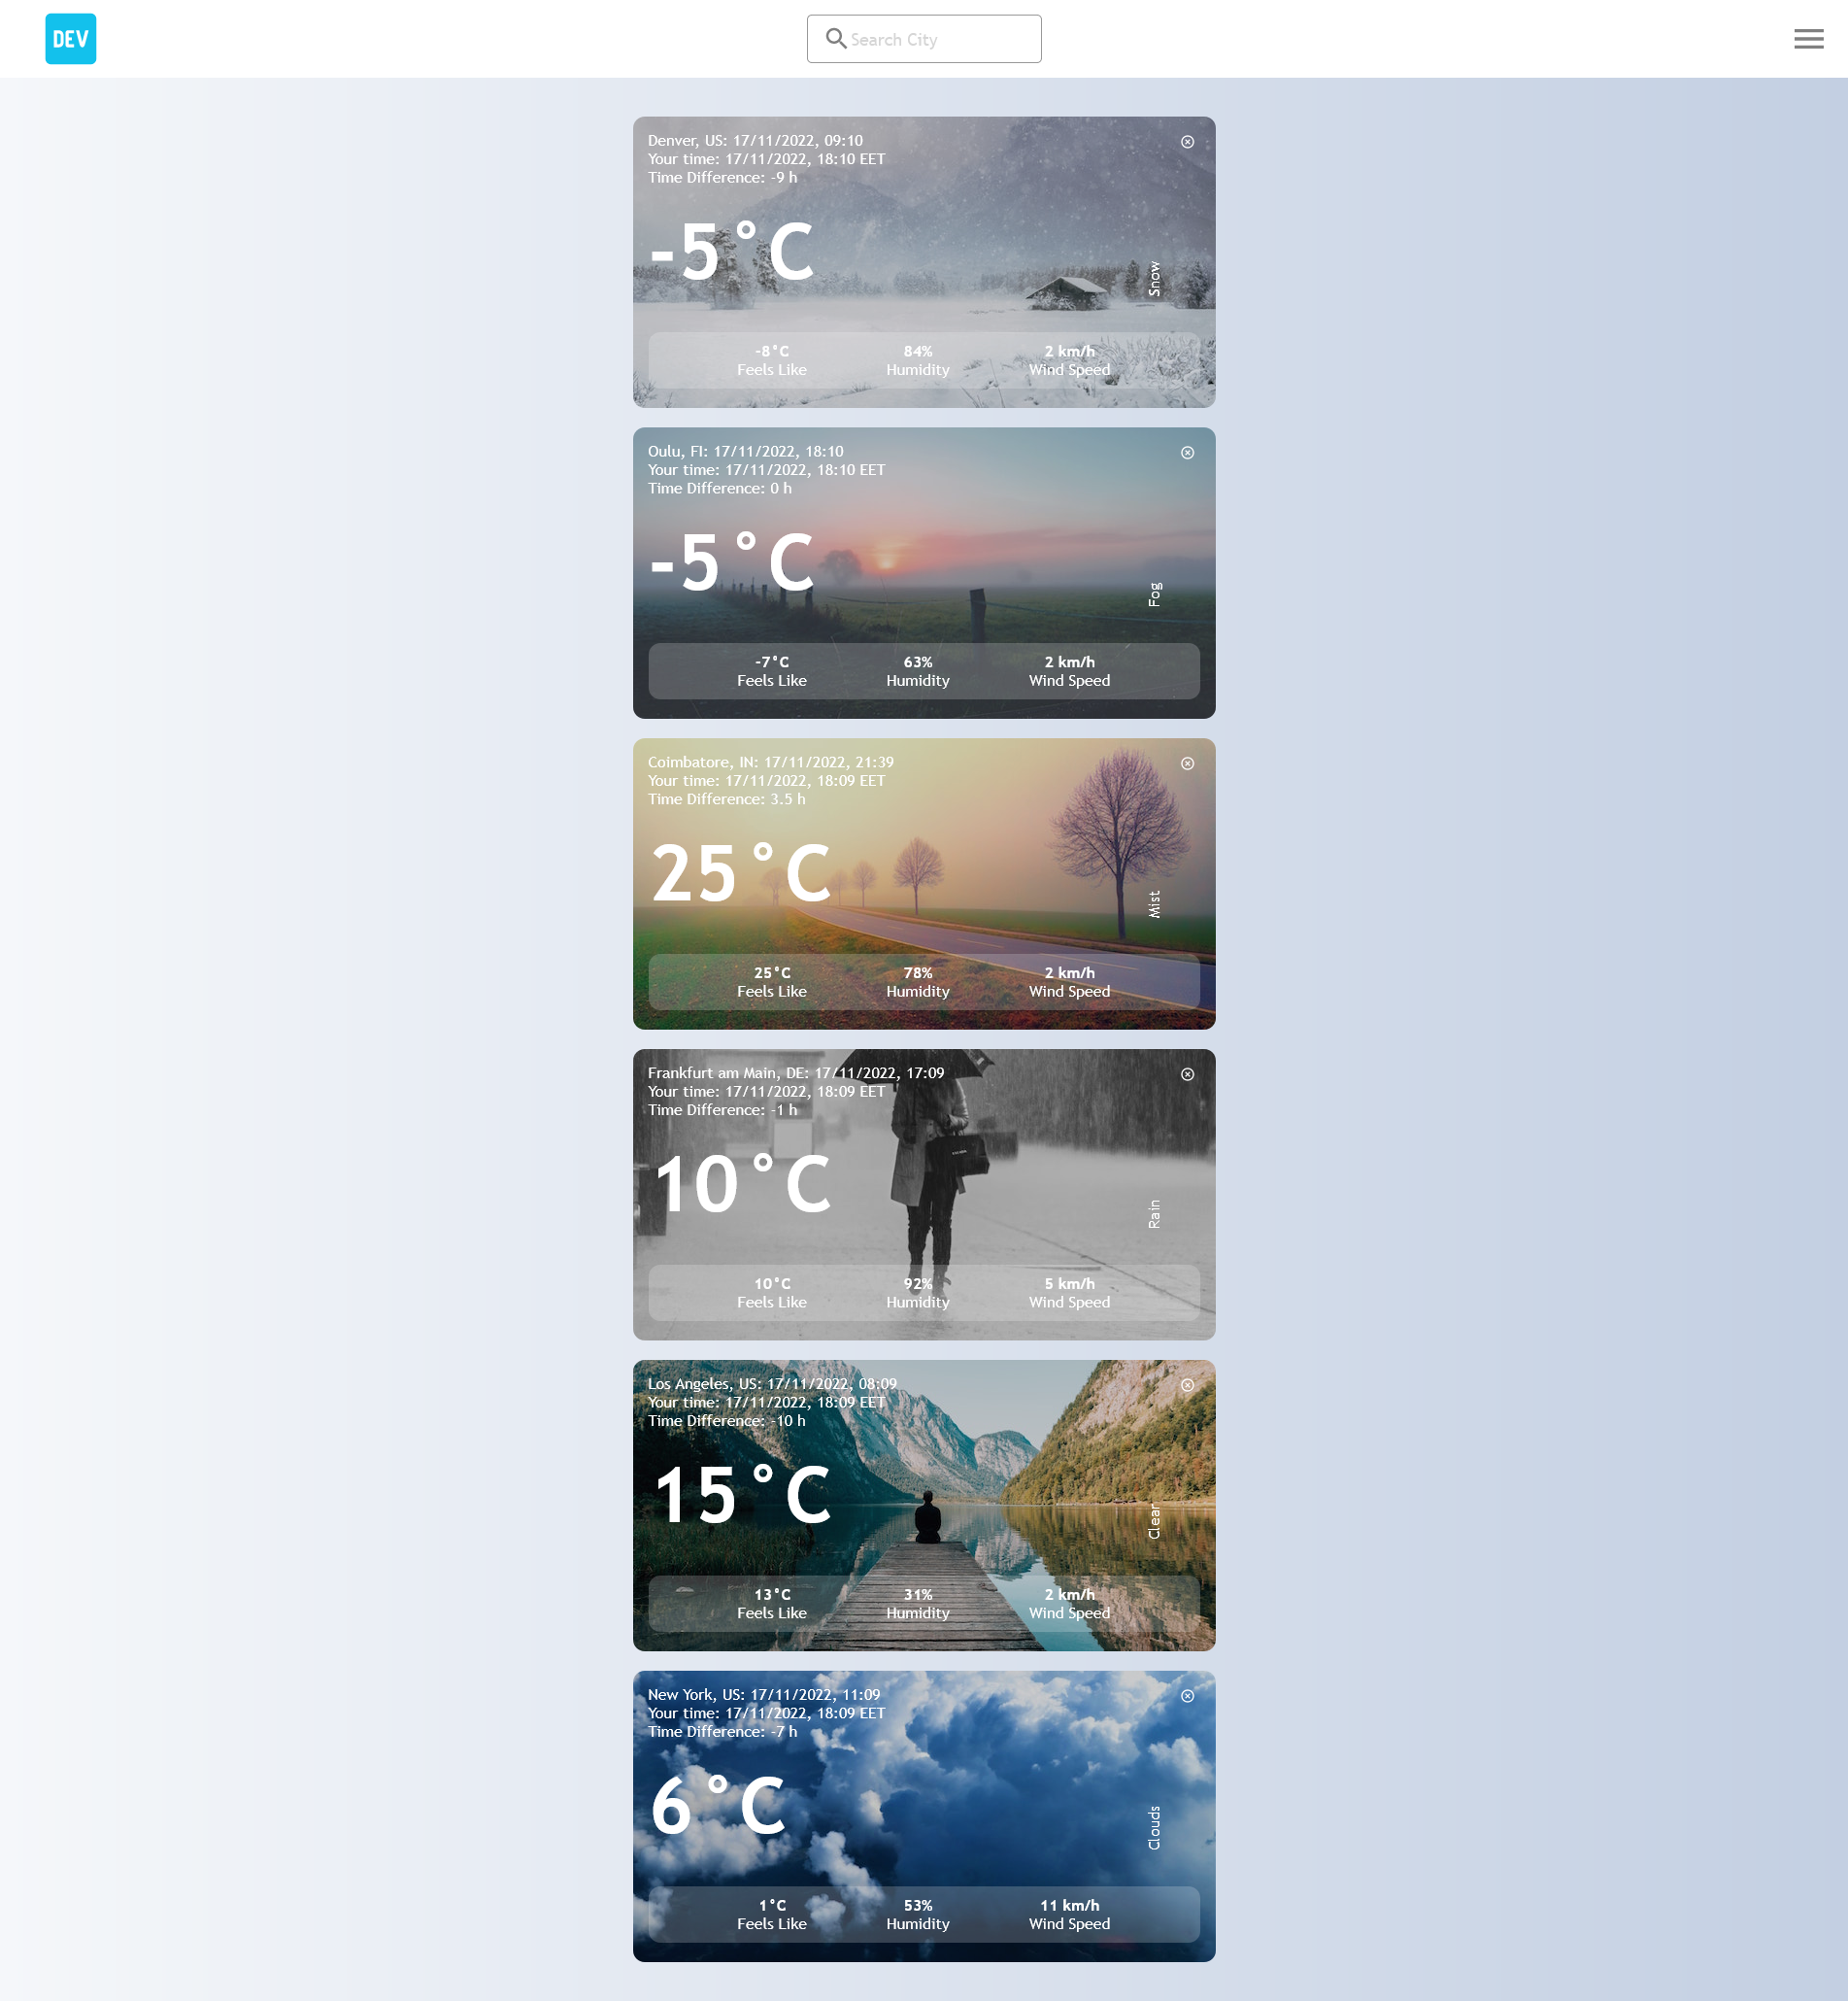 DEV
Search City
Denver, US: 17/11/2022, 09:10
Your time: 17/11/2022, 18:10 EET
Time Difference: -9 h
-5°C
Snow
-8°C 84% 2 km/h
Feels Like Humidity Wind Speed
Oulu, FI: 17/11/2022, 18:10
Your time: 17/11/2022, 18:10 EET
Time Difference: 0 h
-5°C
Fog
-7°C 63% 2 km/h
Feels Like Humidity Wind Speed
Coimbatore, IN: 17/11/2022, 21:39
Your time: 17/11/2022, 18:09 EET
Time Difference: 3.5 h
25°C
Mist
25°C 78% 2 km/h
Feels Like Humidity Wind Speed
Frankfurt am Main, DE: 17/11/2022, 17:09
Your time: 17/11/2022, 18:09 EET
Time Difference: -1 h
10°C
Rain
10°C 92% 5 km/h
Feels Like Humidity Wind Speed
Los Angeles, US: 17/11/2022, 08:09
Your time: 17/11/2022, 18:09 EET
Time Difference: -10 h
15°C
Clear
13°C 31% 2 km/h
Feels Like Humidity Wind Speed
New York, US: 17/11/2022, 11:09
Your time: 17/11/2022, 18:09 EET
Time Difference: -7 h
6°C
Clouds
1°C 53% 11 km/h
Feels Like Humidity Wind Speed